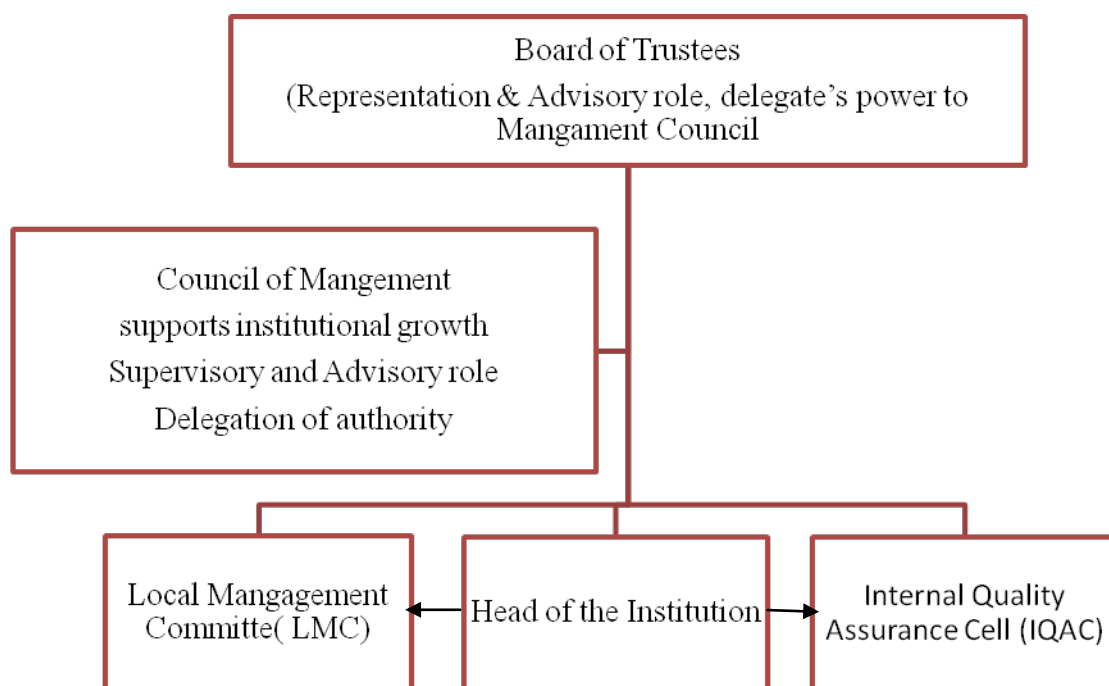 Board of Trustees
(Representation & Advisory role, delegate’s power to
Mangament Council
Council of Mangement
supports institutional growth
Supervisory and Advisory role
Delegation of authority
Local Mangagement
Committe( LMC)
Head of the Institution
Internal Quality
Assurance Cell (IQAC)